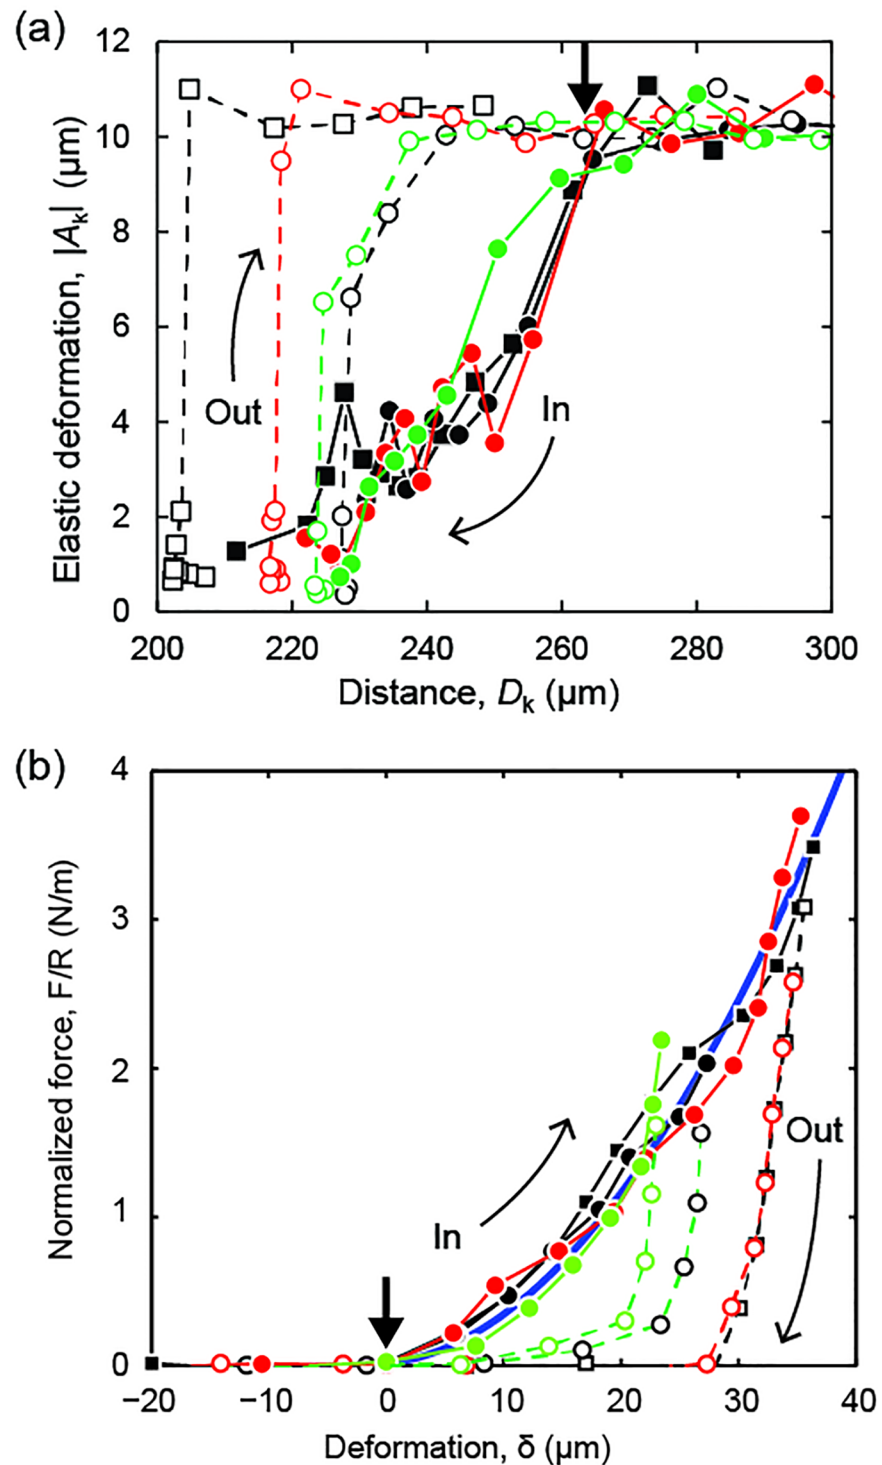 (a)
12
11
10
8
6
4
2
0
Elastic deformation, |Aₖ| (μm)
Out
In
200 220 240 260 280 300
Distance, Dₖ (μm)
(b)
4
3
2
1
0
Normalized force, F/R (N/m)
In
Out
−20 −10 0 10 20 30 40
Deformation, δ (μm)